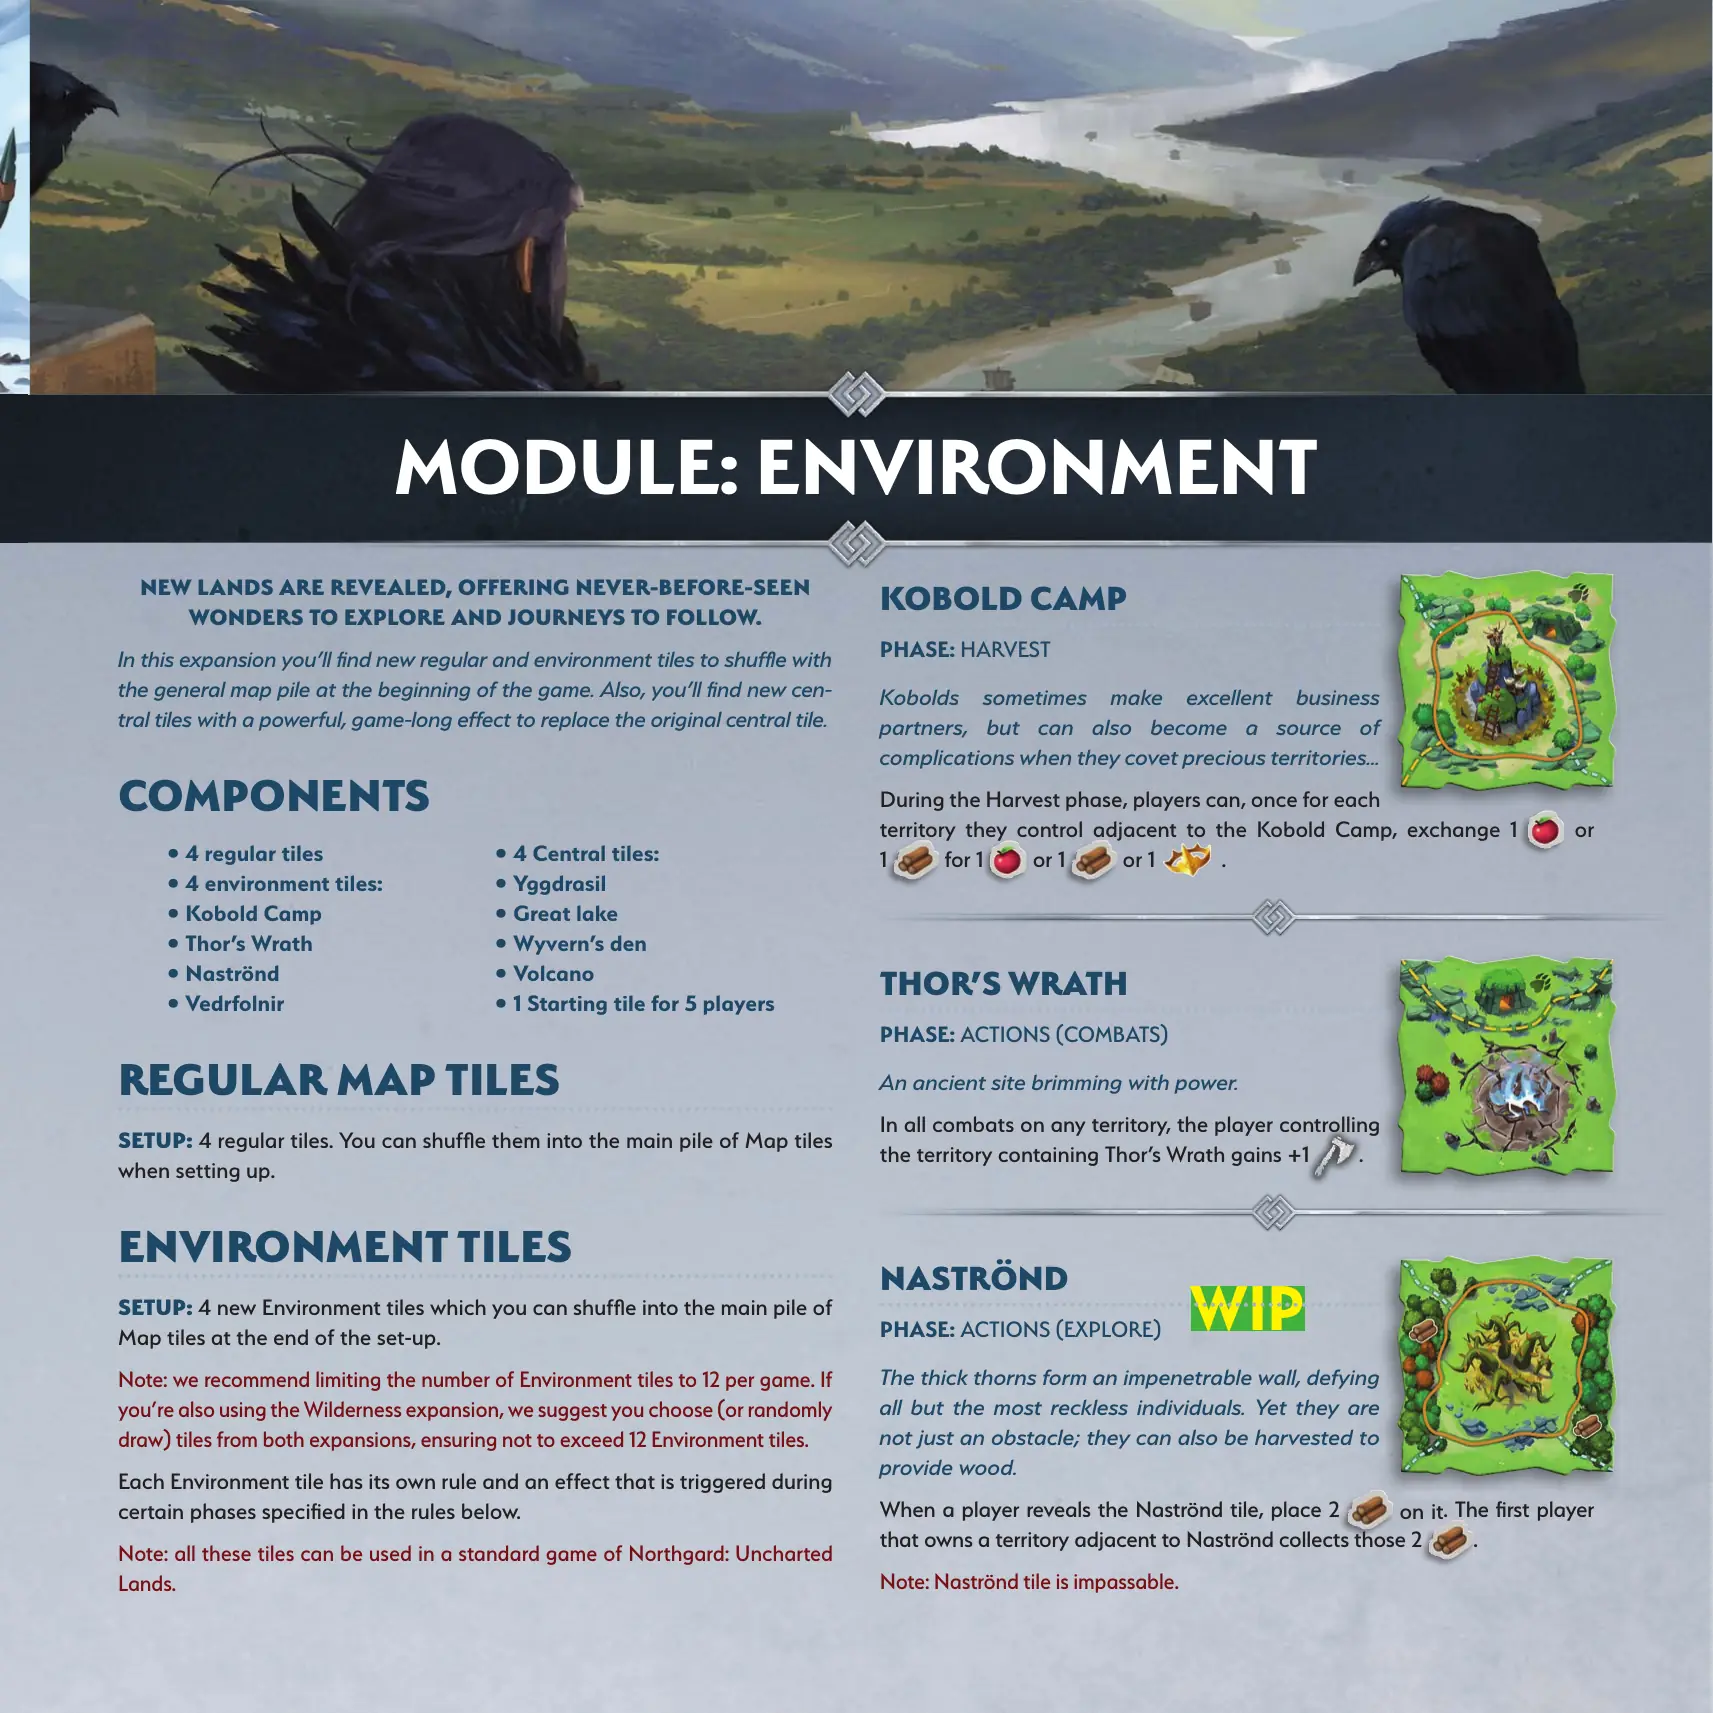 MODULE: ENVIRONMENT
NEW LANDS ARE REVEALED, OFFERING NEVER-BEFORE-SEEN
WONDERS TO EXPLORE AND JOURNEYS TO FOLLOW.
In this expansion you'll find new regular and environment tiles to shuffle with
the general map pile at the beginning of the game. Also, you'll find new cen-
tral tiles with a powerful, game-long effect to replace the original central tile.
COMPONENTS
• 4 regular tiles
• 4 environment tiles:
• Kobold Camp
• Thor's Wrath
• Naströnd
• Vedrfolnir
• 4 Central tiles:
• Yggdrasil
• Great lake
• Wyvern's den
• Volcano
• 1 Starting tile for 5 players
REGULAR MAP TILES
SETUP: 4 regular tiles. You can shuffle them into the main pile of Map tiles
when setting up.
ENVIRONMENT TILES
SETUP: 4 new Environment tiles which you can shuffle into the main pile of
Map tiles at the end of the set-up.
Note: we recommend limiting the number of Environment tiles to 12 per game. If
you're also using the Wilderness expansion, we suggest you choose (or randomly
draw) tiles from both expansions, ensuring not to exceed 12 Environment tiles.
Each Environment tile has its own rule and an effect that is triggered during
certain phases specified in the rules below.
Note: all these tiles can be used in a standard game of Northgard: Uncharted
Lands.
KOBOLD CAMP
PHASE: HARVEST
Kobolds sometimes make excellent business
partners, but can also become a source of
complications when they covet precious territories...
During the Harvest phase, players can, once for each
territory they control adjacent to the Kobold Camp, exchange 1 or
1 for 1 or 1 or 1 .
THOR'S WRATH
PHASE: ACTIONS (COMBATS)
An ancient site brimming with power.
In all combats on any territory, the player controlling
the territory containing Thor's Wrath gains +1 .
NASTRÖND
WIP
PHASE: ACTIONS (EXPLORE)
The thick thorns form an impenetrable wall, defying
all but the most reckless individuals. Yet they are
not just an obstacle; they can also be harvested to
provide wood.
When a player reveals the Naströnd tile, place 2 on it. The first player
that owns a territory adjacent to Naströnd collects those 2 .
Note: Naströnd tile is impassable.